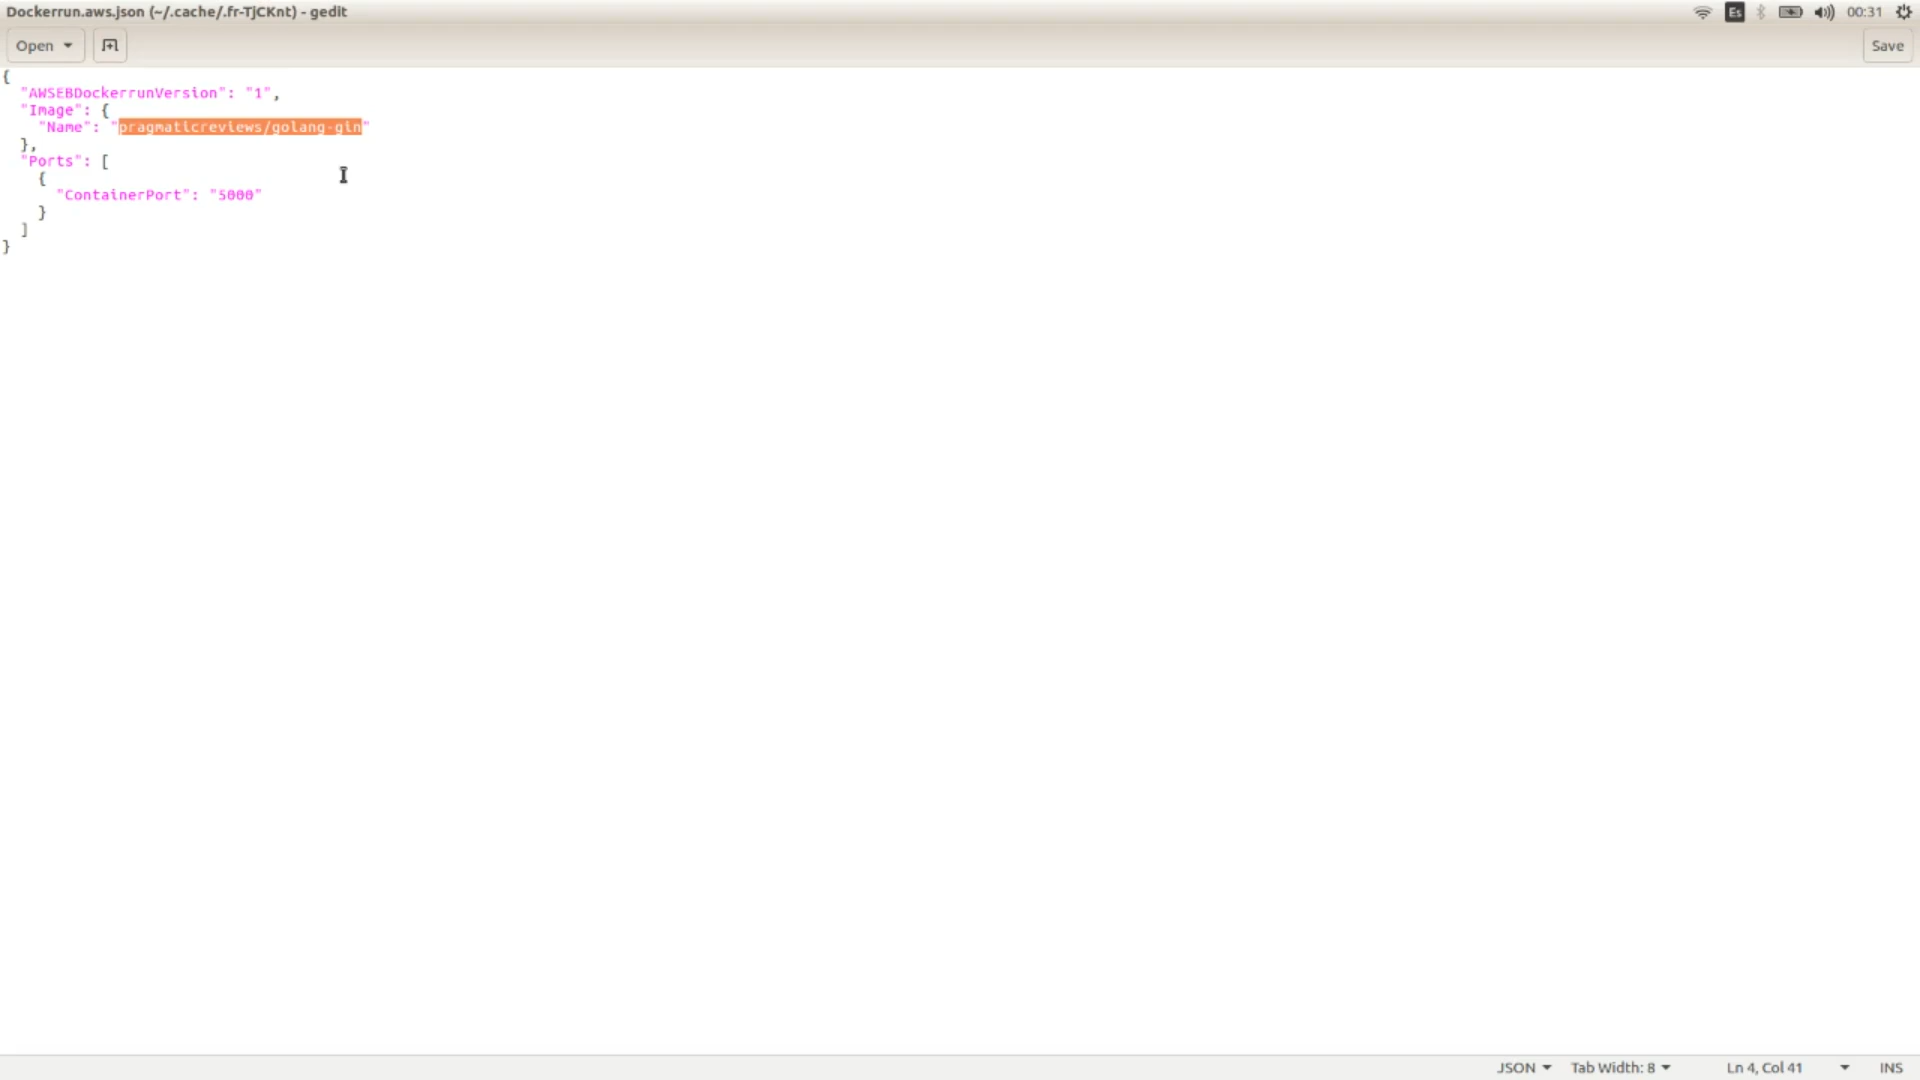 Dockerrun.aws.json (~/.cache/.fr-TjCKnt) - gedit
Es
00:31
Open
Save
{
  "AWSEBDockerrunVersion": "1",
  "Image": {
    "Name": "pragmaticreviews/golang-gin"
  },
  "Ports": [
    {
      "ContainerPort": "5000"
    }
  ]
}
JSON
Tab Width: 8
Ln 4, Col 41
INS